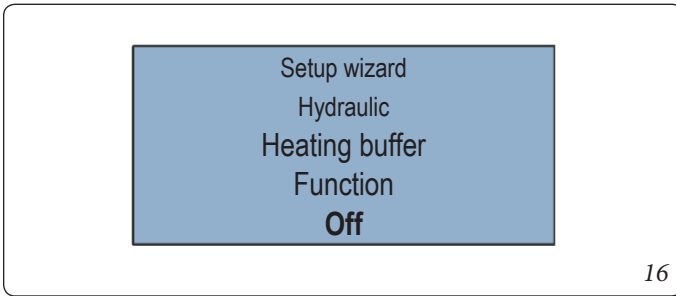 Setup wizard
Hydraulic
Heating buffer
Function
Off
16